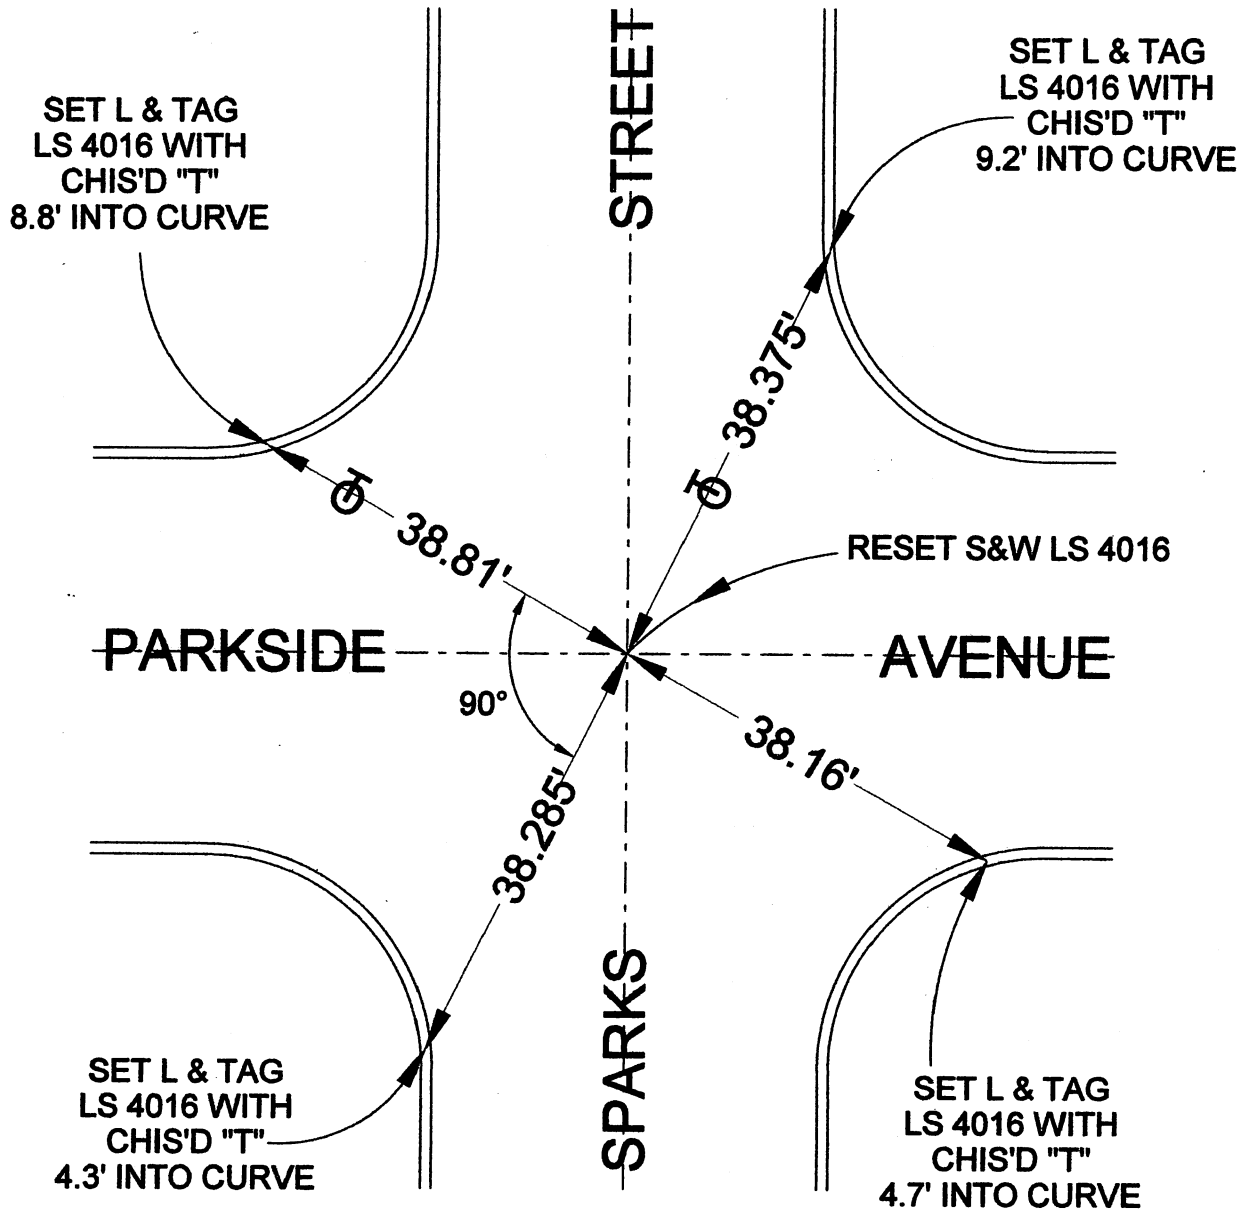 SET L & TAG
LS 4016 WITH
CHIS'D "T"
8.8' INTO CURVE
STREET
SET L & TAG
LS 4016 WITH
CHIS'D "T"
9.2' INTO CURVE
38.375'
38.81'
RESET S&W LS 4016
PARKSIDE
AVENUE
90°
38.16'
38.285'
SPARKS
SET L & TAG
LS 4016 WITH
CHIS'D "T"
4.3' INTO CURVE
SET L & TAG
LS 4016 WITH
CHIS'D "T"
4.7' INTO CURVE